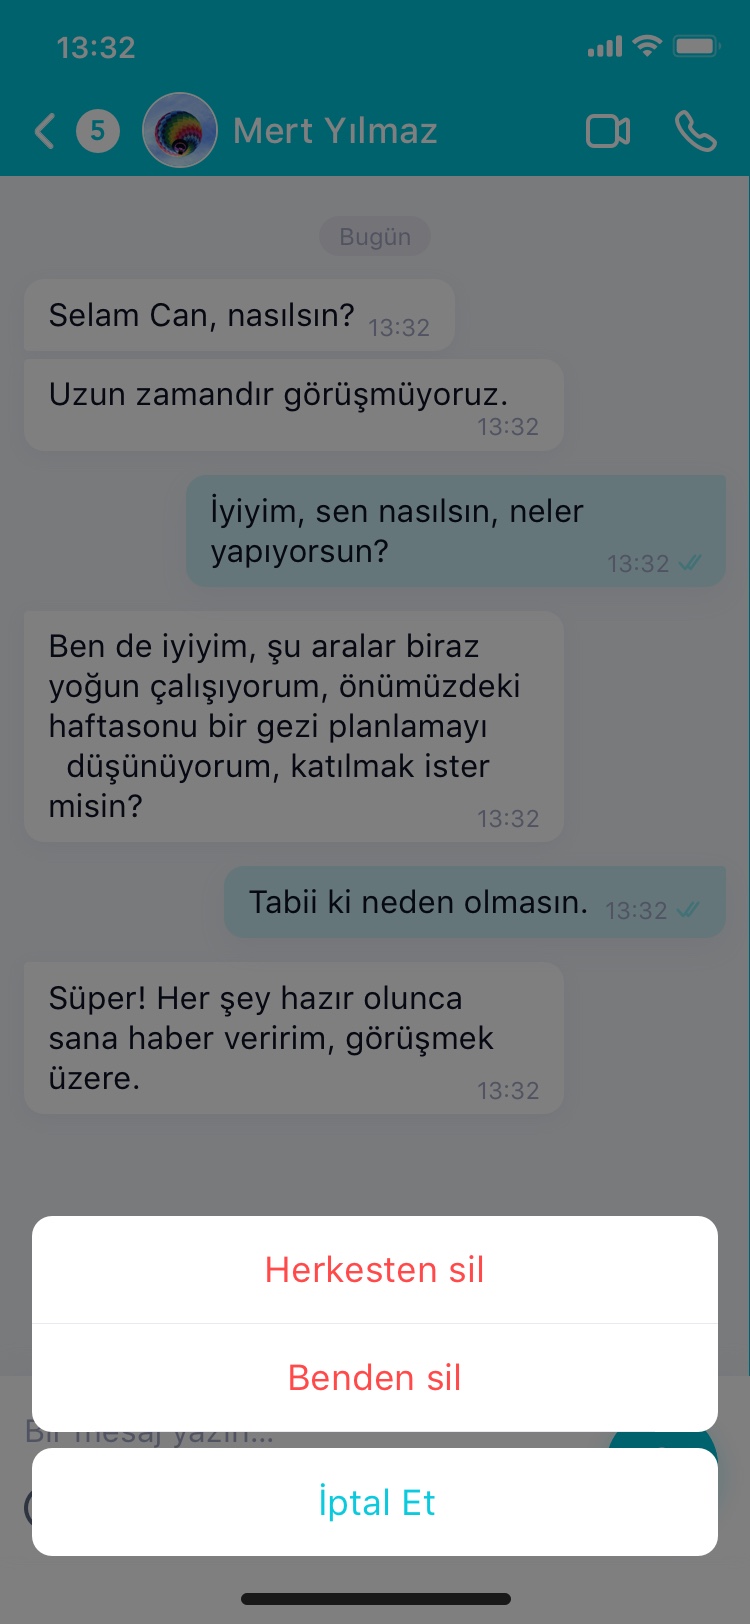 13:32
5
Mert Yılmaz
Bugün
Selam Can, nasılsın?
13:32
Uzun zamandır görüşmüyoruz.
13:32
İyiyim, sen nasılsın, neler
yapıyorsun?
13:32
Ben de iyiyim, şu aralar biraz
yoğun çalışıyorum, önümüzdeki
haftasonu bir gezi planlamayı
düşünüyorum, katılmak ister
misin?
13:32
Tabii ki neden olmasın.
13:32
Süper! Her şey hazır olunca
sana haber veririm, görüşmek
üzere.
13:32
Herkesten sil
Benden sil
Bir mesaj yazın...
İptal Et